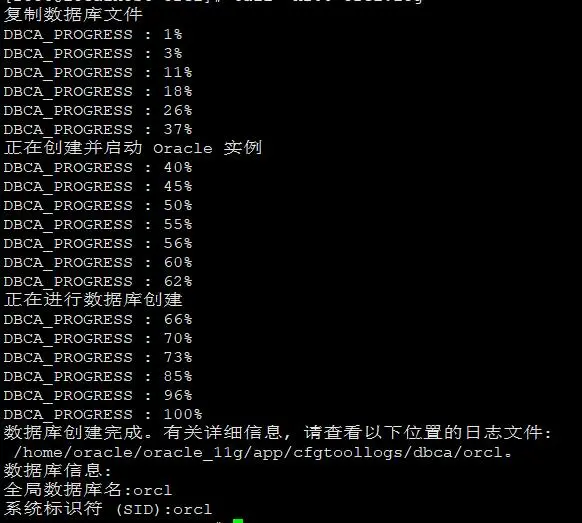 复制数据库文件
DBCA_PROGRESS : 1%
DBCA_PROGRESS : 3%
DBCA_PROGRESS : 11%
DBCA_PROGRESS : 18%
DBCA_PROGRESS : 26%
DBCA_PROGRESS : 37%
正在创建并启动 Oracle 实例
DBCA_PROGRESS : 40%
DBCA_PROGRESS : 45%
DBCA_PROGRESS : 50%
DBCA_PROGRESS : 55%
DBCA_PROGRESS : 56%
DBCA_PROGRESS : 60%
DBCA_PROGRESS : 62%
正在进行数据库创建
DBCA_PROGRESS : 66%
DBCA_PROGRESS : 70%
DBCA_PROGRESS : 73%
DBCA_PROGRESS : 85%
DBCA_PROGRESS : 96%
DBCA_PROGRESS : 100%
数据库创建完成。有关详细信息, 请查看以下位置的日志文件:
/home/oracle/oracle_11g/app/cfgtoollogs/dbca/orcl。
数据库信息:
全局数据库名:orcl
系统标识符 (SID):orcl